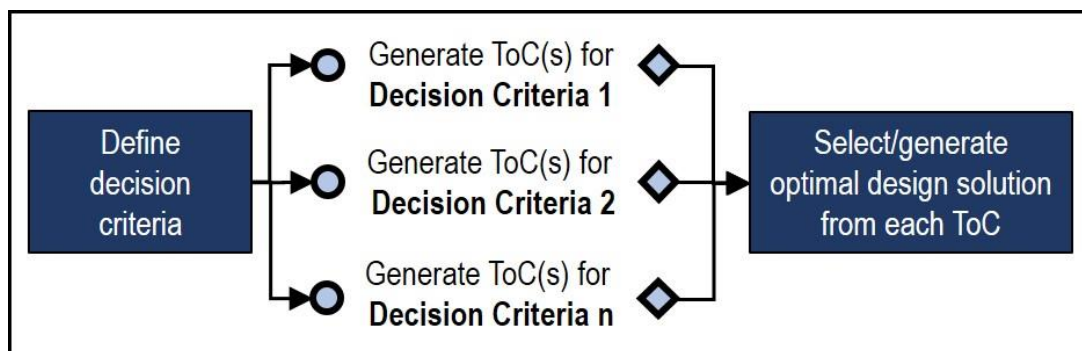 Define
decision
criteria
Generate ToC(s) for
Decision Criteria 1
Generate ToC(s) for
Decision Criteria 2
Generate ToC(s) for
Decision Criteria n
Select/generate
optimal design solution
from each ToC